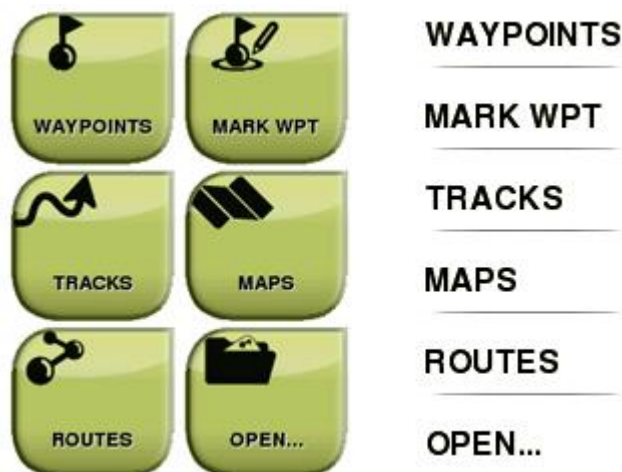 WAYPOINTS
MARK WPT
TRACKS
MAPS
ROUTES
OPEN...
WAYPOINTS
MARK WPT
TRACKS
MAPS
ROUTES
OPEN...